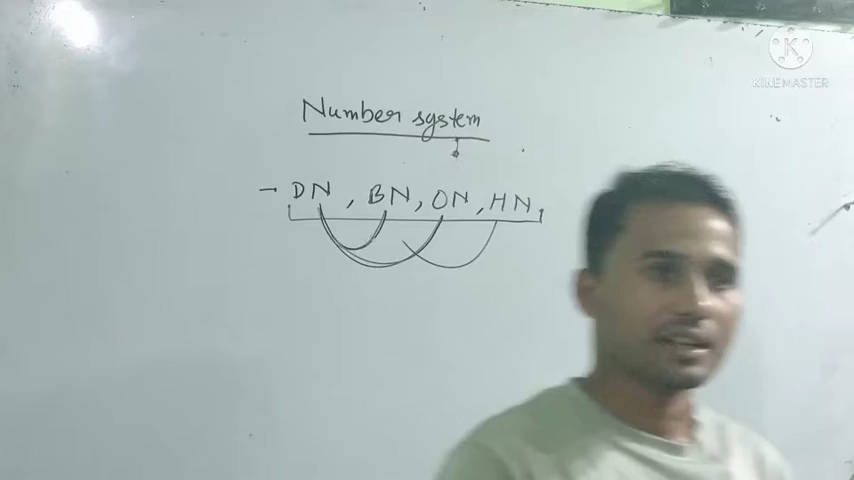 Number system
- DN, BN, ON, HN,
K
KINEMASTER